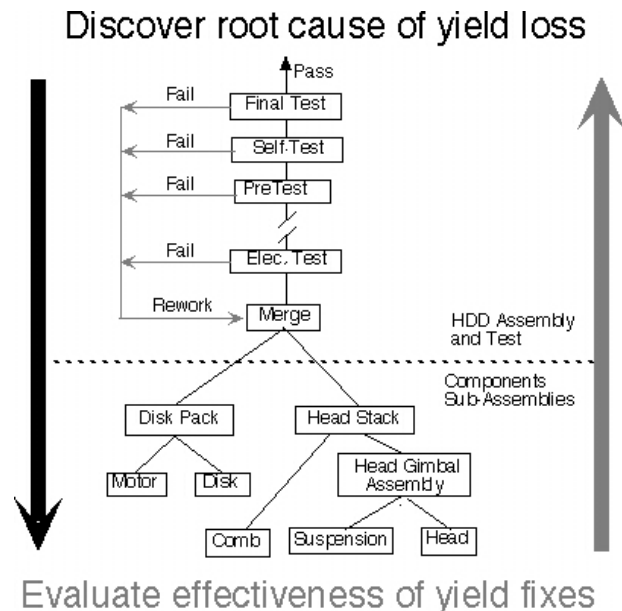 Discover root cause of yield loss
Pass
Fail
Final Test
Fail
Self-Test
Fail
PreTest
Fail
Elec. Test
Rework
Merge
HDD Assembly
and Test
Components
Sub-Assemblies
Disk Pack
Head Stack
Motor
Disk
Head Gimbal
Assembly
Comb
Suspension
Head
Evaluate effectiveness of yield fixes